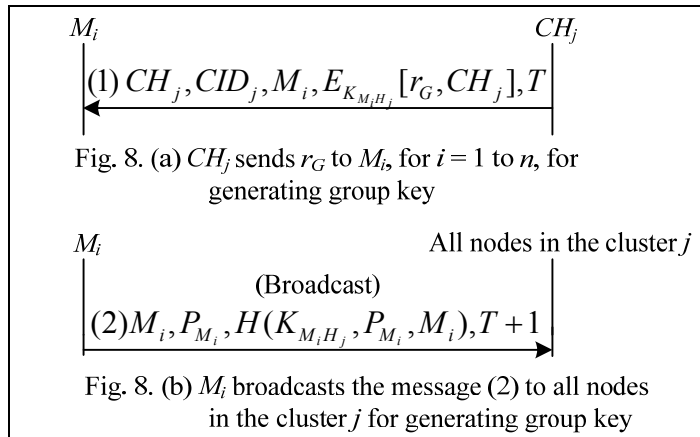 M_i CH_j
(1) CH_j, CID_j, M_i, E_{K_{M_iH_j}}[r_G, CH_j], T
Fig. 8. (a) CH_j sends r_G to M_i, for i = 1 to n, for
generating group key
M_i All nodes in the cluster j
(Broadcast)
(2) M_i, P_{M_i}, H(K_{M_iH_j}, P_{M_i}, M_i), T + 1
Fig. 8. (b) M_i broadcasts the message (2) to all nodes
in the cluster j for generating group key